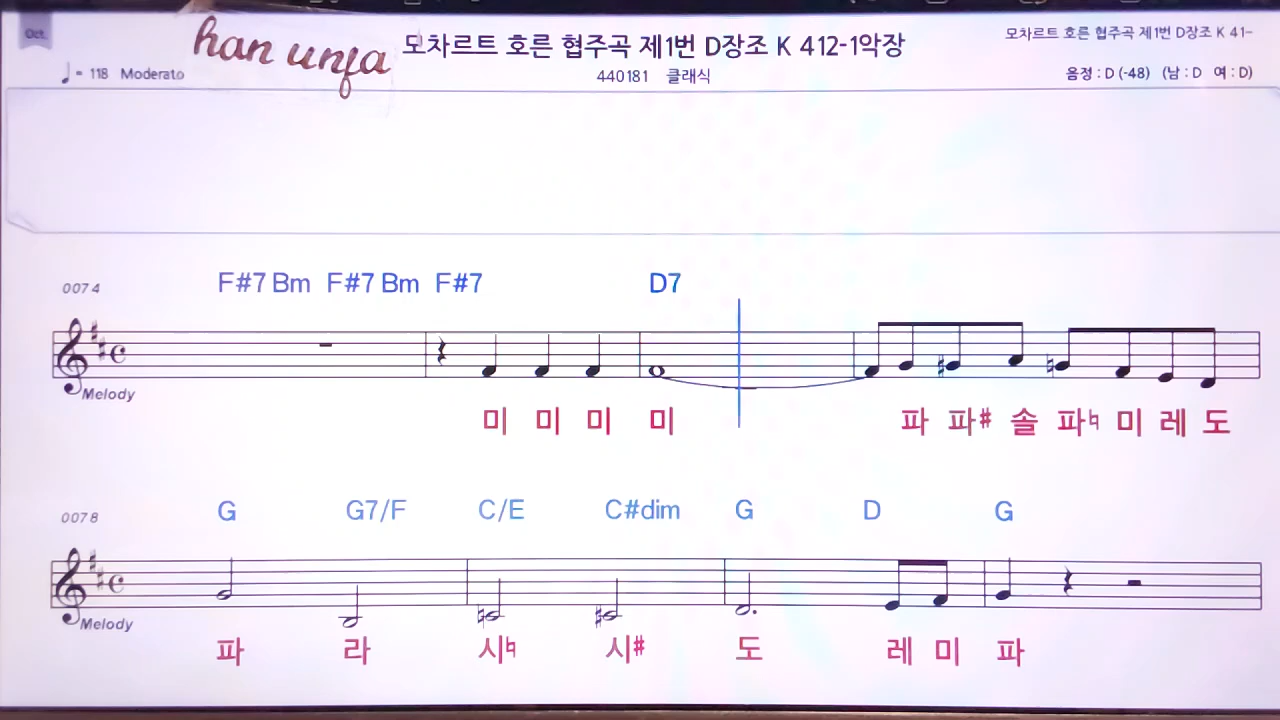 Oct.
han unfa
모차르트 호른 협주곡 제1번 D장조 K 412-1악장
모차르트 호른 협주곡 제1번 D장조 K 41-
♩ = 118 Moderato
440181 클래식
음정 : D (-48) (남 : D 여 : D)
F#7 Bm F#7 Bm F#7 D7
0074
Melody
미 미 미 미 파 파# 솔 파♮ 미 레 도
G G7/F C/E C#dim G D G
0078
Melody
파 라 시♮ 시# 도 레 미 파